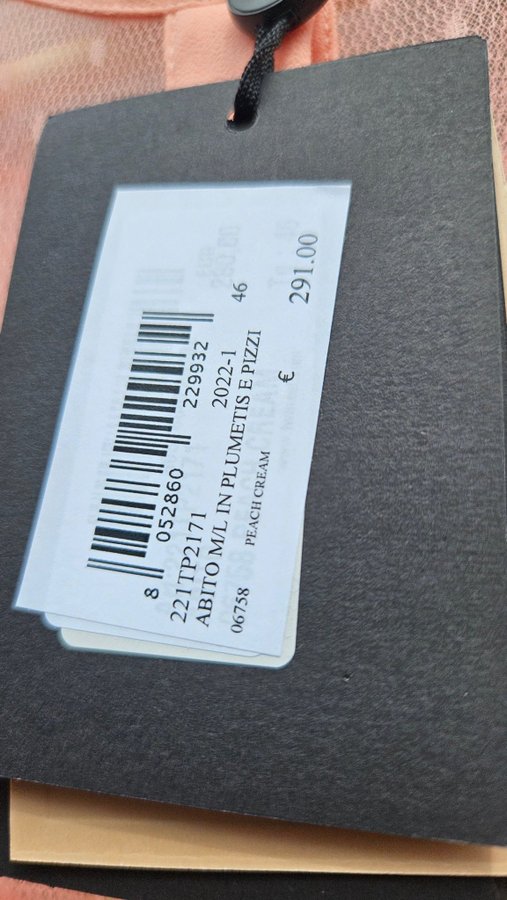 8 052860 229932
221TP2171 2022-1 46
ABITO M/L IN PLUMETIS E PIZZI
06758 PEACH CREAM € 291.00